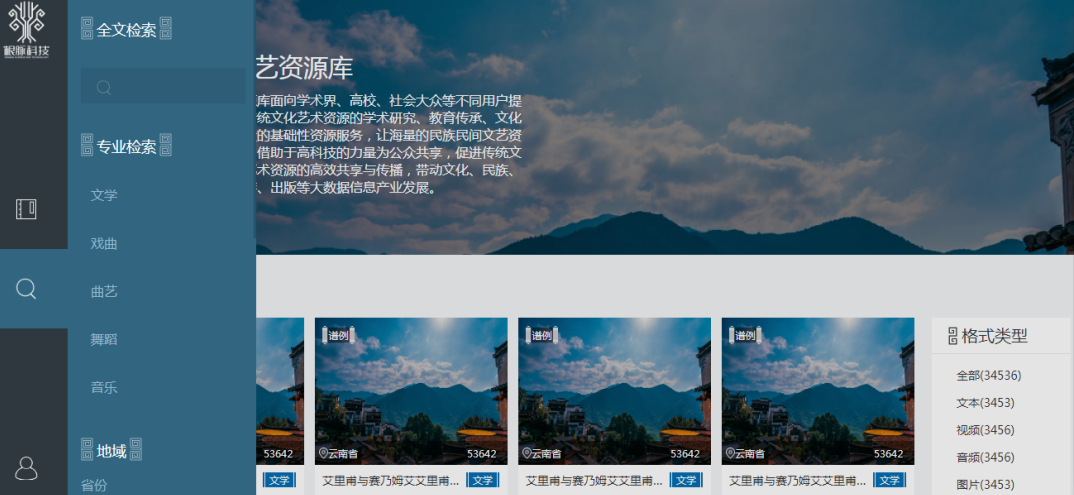 根脉科技
全文检索
专业检索
文学
戏曲
曲艺
舞蹈
音乐
地域
省份
艺资源库
库面向学术界、高校、社会大众等不同用户提
统文化艺术资源的学术研究、教育传承、文化
的基础性资源服务，让海量的民族民间文艺资
借助于高科技的力量为公众共享，促进传统文
术资源的高效共享与传播，带动文化、民族、
、出版等大数据信息产业发展。
53642
文学
谱例
云南省 53642
艾里甫与赛乃姆艾艾里甫... 文学
谱例
云南省 53642
艾里甫与赛乃姆艾艾里甫... 文学
谱例
云南省 53642
艾里甫与赛乃姆艾艾里甫... 文学
格式类型
全部(34536)
文本(3453)
视频(3456)
音频(3456)
图片(3453)